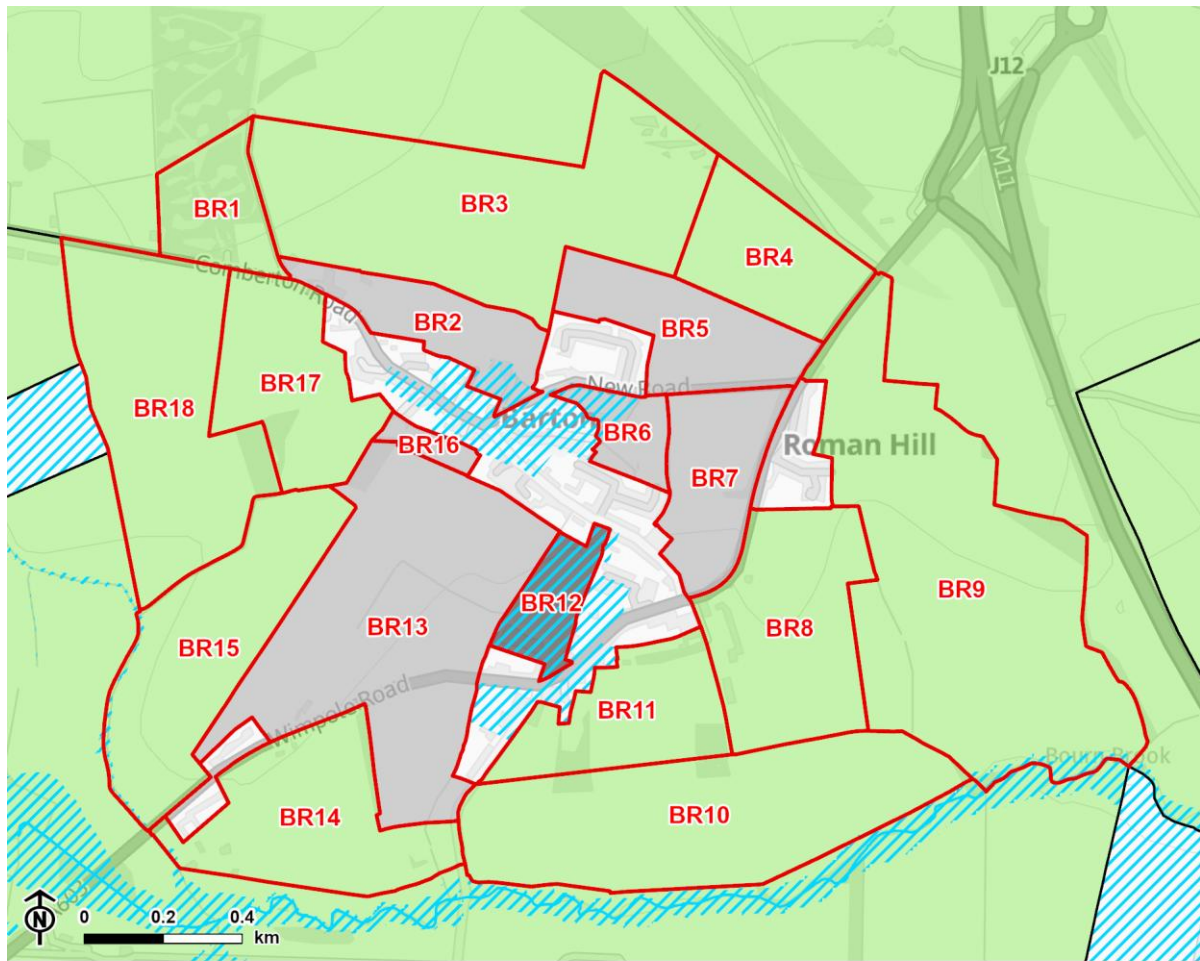 J12
M11
BR1
BR3
BR4
Comberton Road
BR2
BR5
New Road
BR17
BR18
Barton
BR6
BR16
Roman Hill
BR7
BR12
BR9
BR13
BR8
BR15
BR11
Wimpole Road
Bourn Brook
BR14
BR10
N
0 0.2 0.4
km